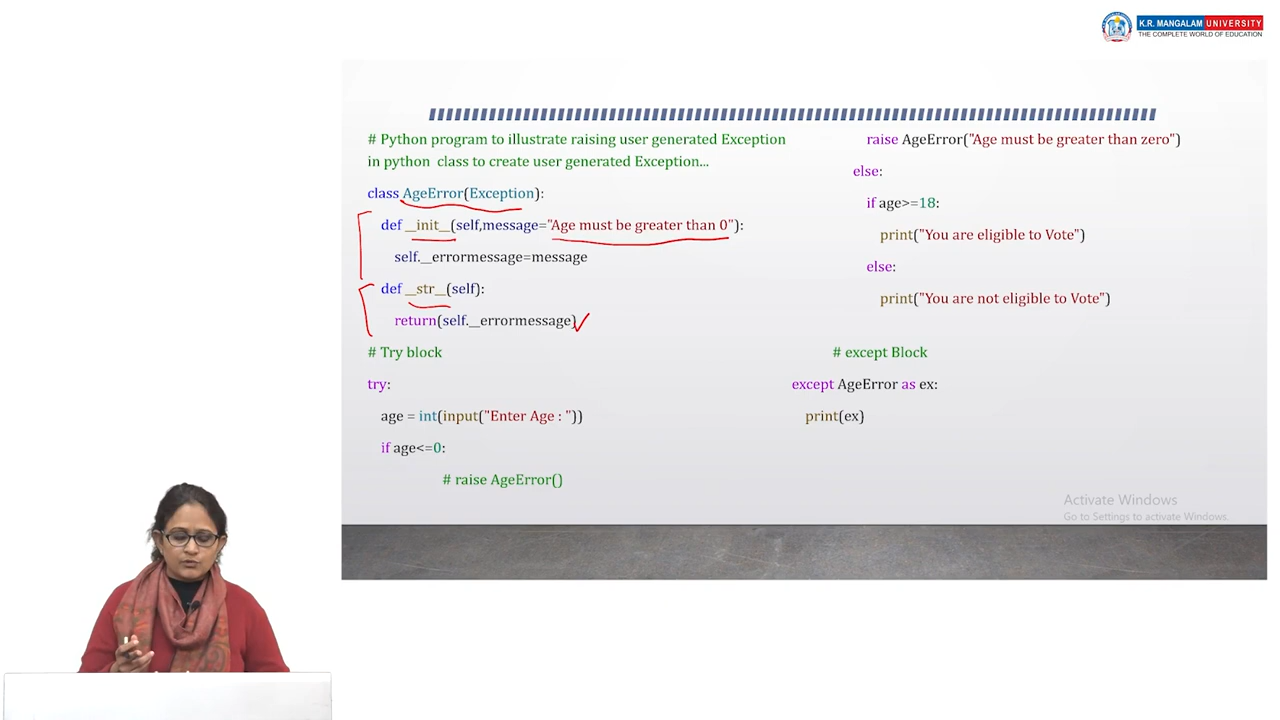 K.R. MANGALAM UNIVERSITY
THE COMPLETE WORLD OF EDUCATION
# Python program to illustrate raising user generated Exception
in python class to create user generated Exception...
class AgeError(Exception):
def __init__(self,message="Age must be greater than 0"):
self.__errormessage=message
def __str__(self):
return(self.__errormessage)
# Try block
try:
age = int(input("Enter Age : "))
if age<=0:
# raise AgeError()
raise AgeError("Age must be greater than zero")
else:
if age>=18:
print("You are eligible to Vote")
else:
print("You are not eligible to Vote")
# except Block
except AgeError as ex:
print(ex)
Activate Windows
Go to Settings to activate Windows.